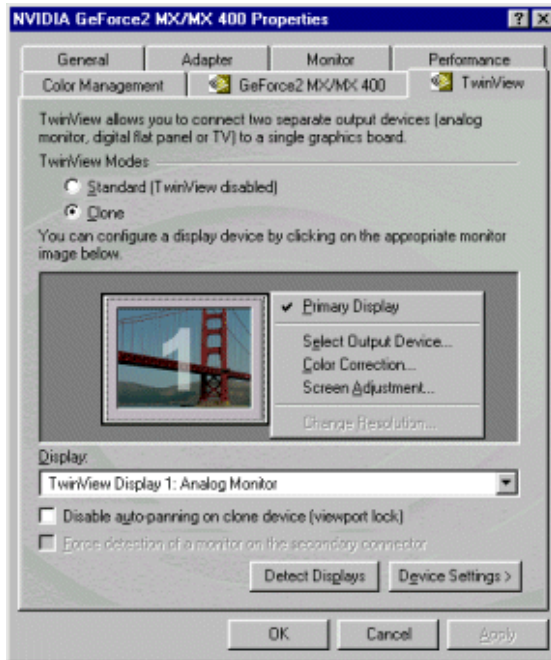 NVIDIA GeForce2 MX/MX 400 Properties
General Adapter Monitor Performance
Color Management GeForce2 MX/MX 400 TwinView
TwinView allows you to connect two separate output devices (analog
monitor, digital flat panel or TV) to a single graphics board.
TwinView Modes
Standard (TwinView disabled)
Clone
You can configure a display device by clicking on the appropriate monitor
image below.
1
Primary Display
Select Output Device...
Color Correction...
Screen Adjustment...
Change Resolution...
Display:
TwinView Display 1: Analog Monitor
Disable auto-panning on clone device (viewport lock)
Force detection of a monitor on the secondary connector
Detect Displays Device Settings >
OK Cancel Apply